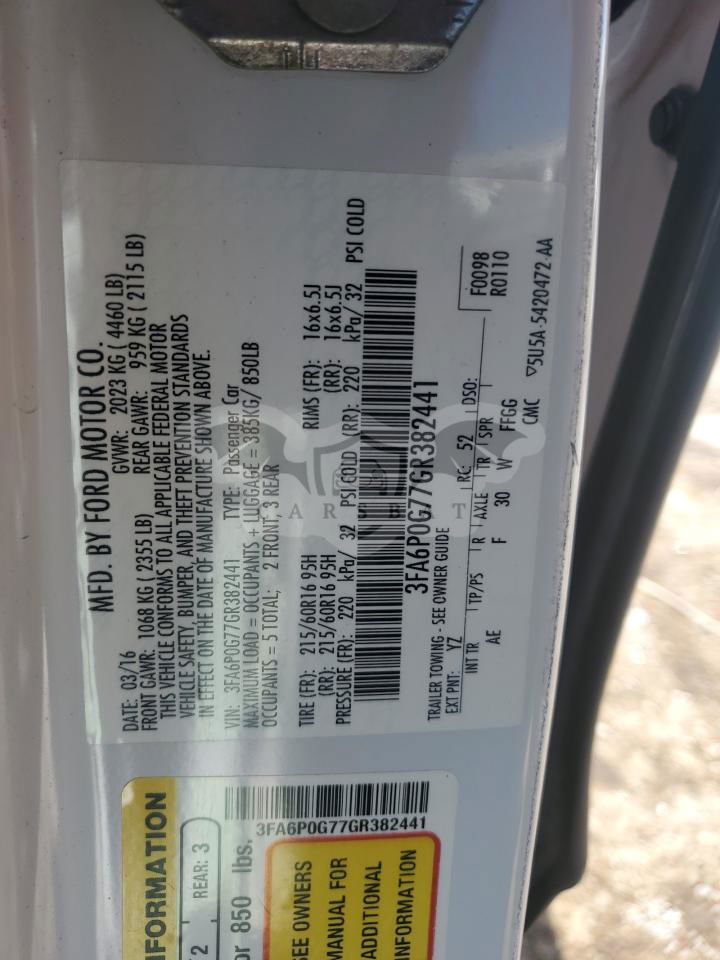 MFD. BY FORD MOTOR CO.
DATE: 03/16 GVWR: 2023 KG ( 4460 LB)
FRONT GAWR: 1068 KG ( 2355 LB) REAR GAWR: 959 KG ( 2115 LB)
THIS VEHICLE CONFORMS TO ALL APPLICABLE FEDERAL MOTOR
VEHICLE SAFETY, BUMPER, AND THEFT PREVENTION STANDARDS
IN EFFECT ON THE DATE OF MANUFACTURE SHOWN ABOVE.
VIN: 3FA6P0G77GR382441 TYPE: Passenger Car
MAXIMUM LOAD = OCCUPANTS + LUGGAGE = 385KG/ 850LB
OCCUPANTS = 5 TOTAL; 2 FRONT, 3 REAR
TIRE (FR): 215/60R16 95H RIMS (FR): 16x6.5J
(RR): 215/60R16 95H (RR): 16x6.5J
PRESSURE (FR): 220 kPa/ 32 PSI COLD (RR): 220 kPa/ 32 PSI COLD
3FA6P0G77GR382441
TRAILER TOWING - SEE OWNER GUIDE
F0098
R0110
EXT PNT: YZ RC: 52 DSO:
INT TR TP/PS R AXLE TR SPR
AE F 30 W FFGG
CMC
▽5U5A-5420472-AA
CARSBAT
NFORMATION
2 REAR: 3
or 850 lbs.
3FA6P0G77GR382441
SEE OWNERS
MANUAL FOR
ADDITIONAL
INFORMATION